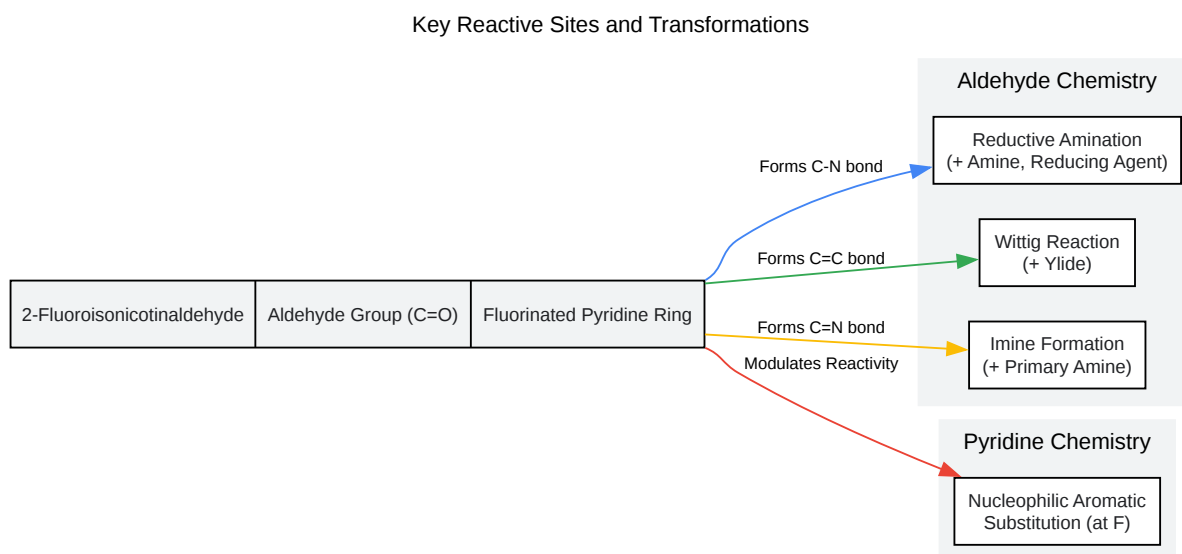 Key Reactive Sites and Transformations
Aldehyde Chemistry
Reductive Amination
(+ Amine, Reducing Agent)
Forms C-N bond
Wittig Reaction
(+ Ylide)
Forms C=C bond
2-Fluoroisonicotinaldehyde
Aldehyde Group (C=O)
Fluorinated Pyridine Ring
Forms C=N bond
Imine Formation
(+ Primary Amine)
Modulates Reactivity
Pyridine Chemistry
Nucleophilic Aromatic
Substitution (at F)